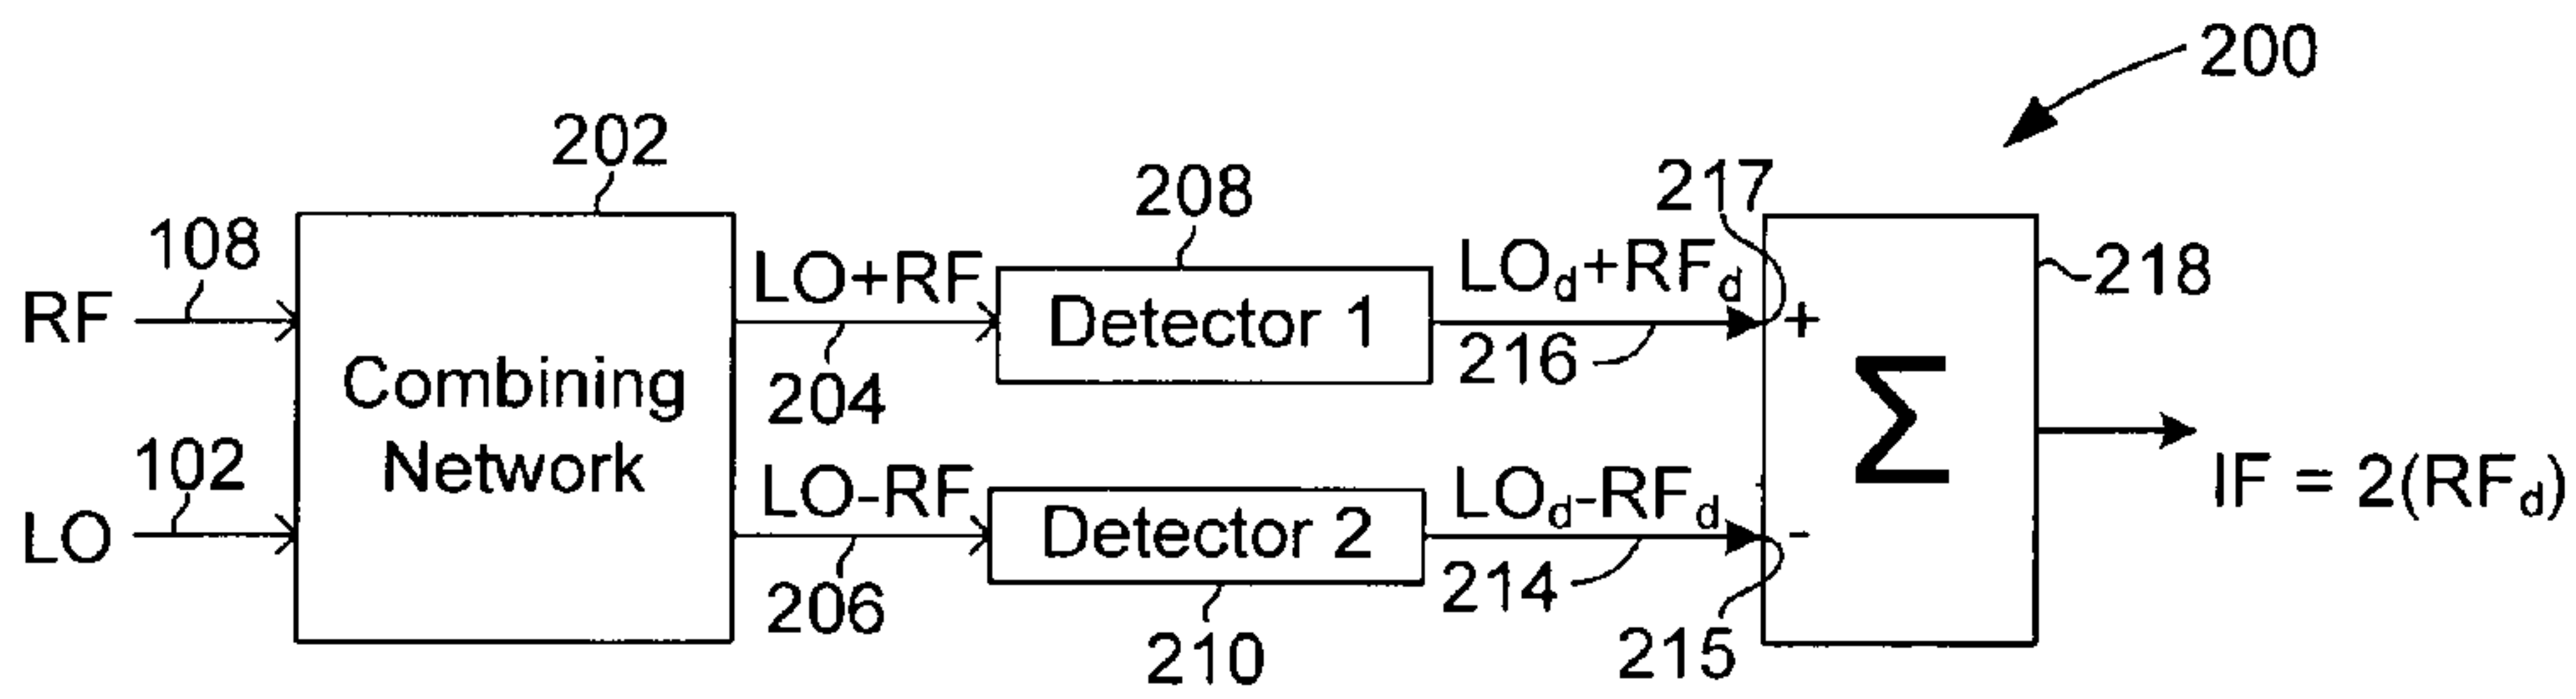 200
202
208
217
108
LO+RF
LOd+RFd
218
RF
Detector 1
+
204
216
Combining
Network
Σ
102
LO-RF
LOd-RFd
IF = 2(RFd)
LO
Detector 2
-
206
214
210
215